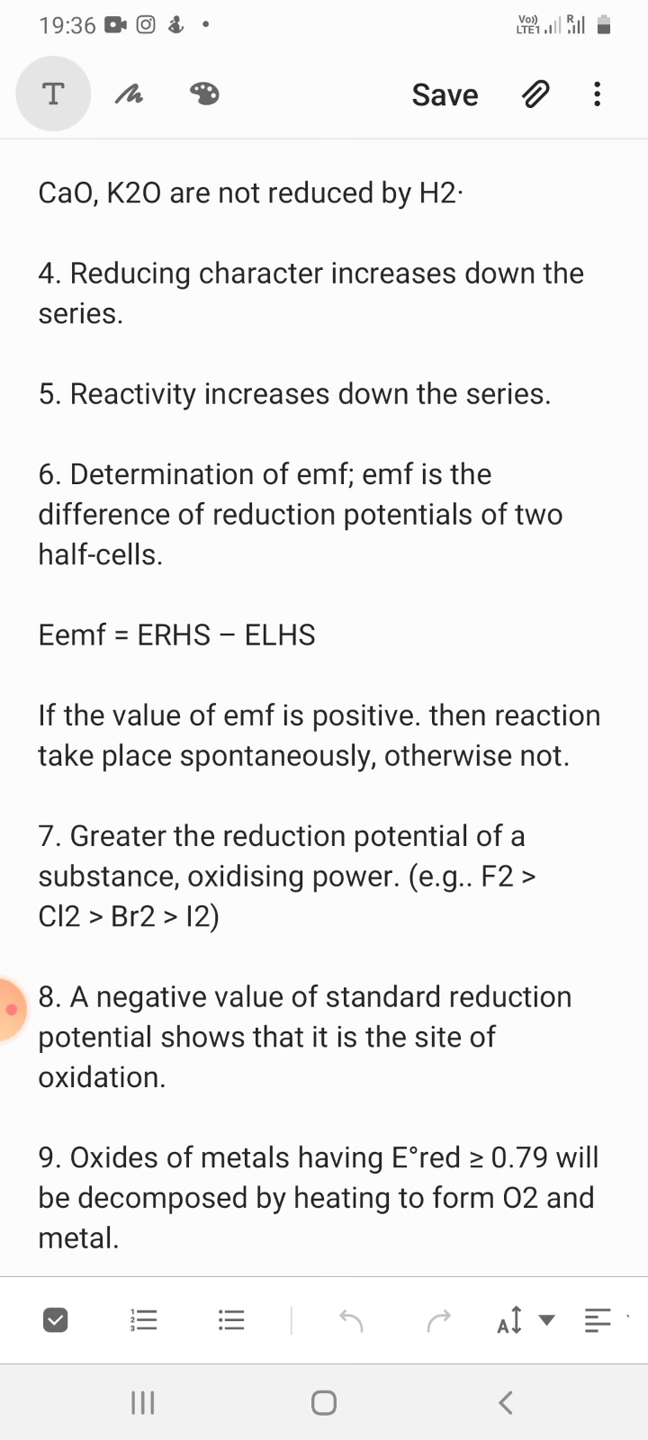 19:36
Vo)) LTE1 R
T Save
CaO, K2O are not reduced by H2·
4. Reducing character increases down the
series.
5. Reactivity increases down the series.
6. Determination of emf; emf is the
difference of reduction potentials of two
half-cells.
Eemf = ERHS – ELHS
If the value of emf is positive. then reaction
take place spontaneously, otherwise not.
7. Greater the reduction potential of a
substance, oxidising power. (e.g.. F2 >
Cl2 > Br2 > I2)
8. A negative value of standard reduction
potential shows that it is the site of
oxidation.
9. Oxides of metals having E°red ≥ 0.79 will
be decomposed by heating to form O2 and
metal.